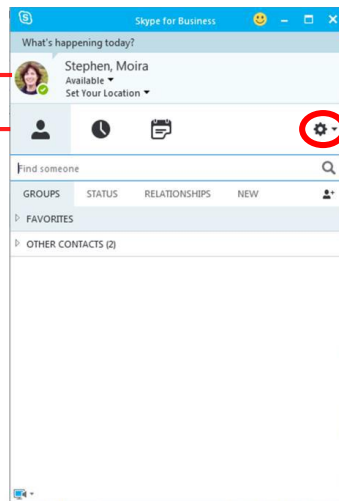 Skype for Business
What's happening today?
Stephen, Moira
Available
Set Your Location
Find someone
GROUPS STATUS RELATIONSHIPS NEW
FAVORITES
OTHER CONTACTS (2)